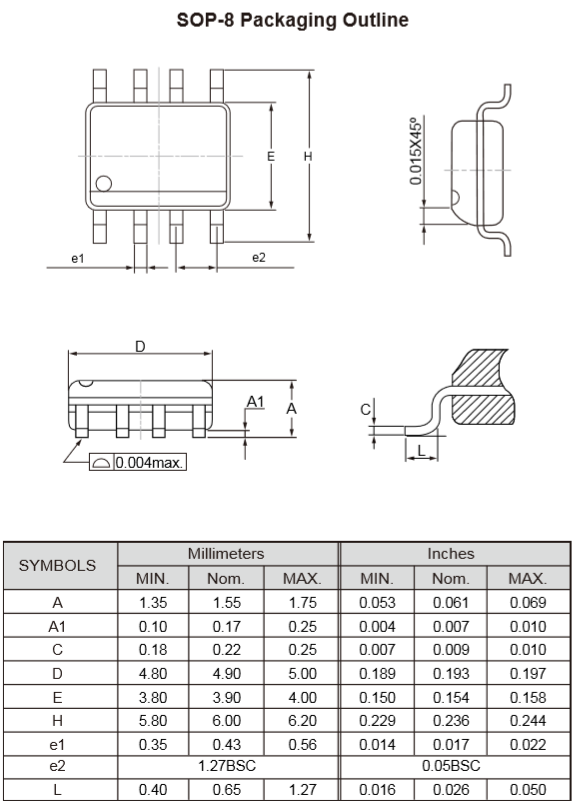 SOP-8 Packaging Outline
E
H
0.015X45º
e1
e2
D
A1
A
C
L
0.004max.
SYMBOLS Millimeters Inches
MIN. Nom. MAX. MIN. Nom. MAX.
A 1.35 1.55 1.75 0.053 0.061 0.069
A1 0.10 0.17 0.25 0.004 0.007 0.010
C 0.18 0.22 0.25 0.007 0.009 0.010
D 4.80 4.90 5.00 0.189 0.193 0.197
E 3.80 3.90 4.00 0.150 0.154 0.158
H 5.80 6.00 6.20 0.229 0.236 0.244
e1 0.35 0.43 0.56 0.014 0.017 0.022
e2 1.27BSC 0.05BSC
L 0.40 0.65 1.27 0.016 0.026 0.050